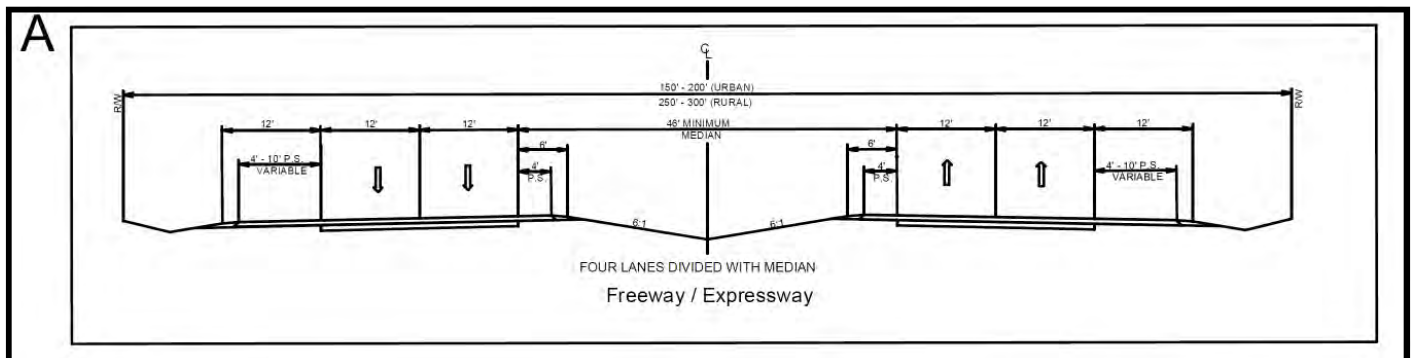 A
CL
150' - 200' (URBAN)
250' - 300' (RURAL)
R/W
R/W
12'
12'
12'
46' MINIMUM
MEDIAN
12'
12'
12'
6'
6'
4' - 10' P.S.
VARIABLE
4'
P.S.
4'
P.S.
4' - 10' P.S.
VARIABLE
6:1
6:1
FOUR LANES DIVIDED WITH MEDIAN
Freeway / Expressway